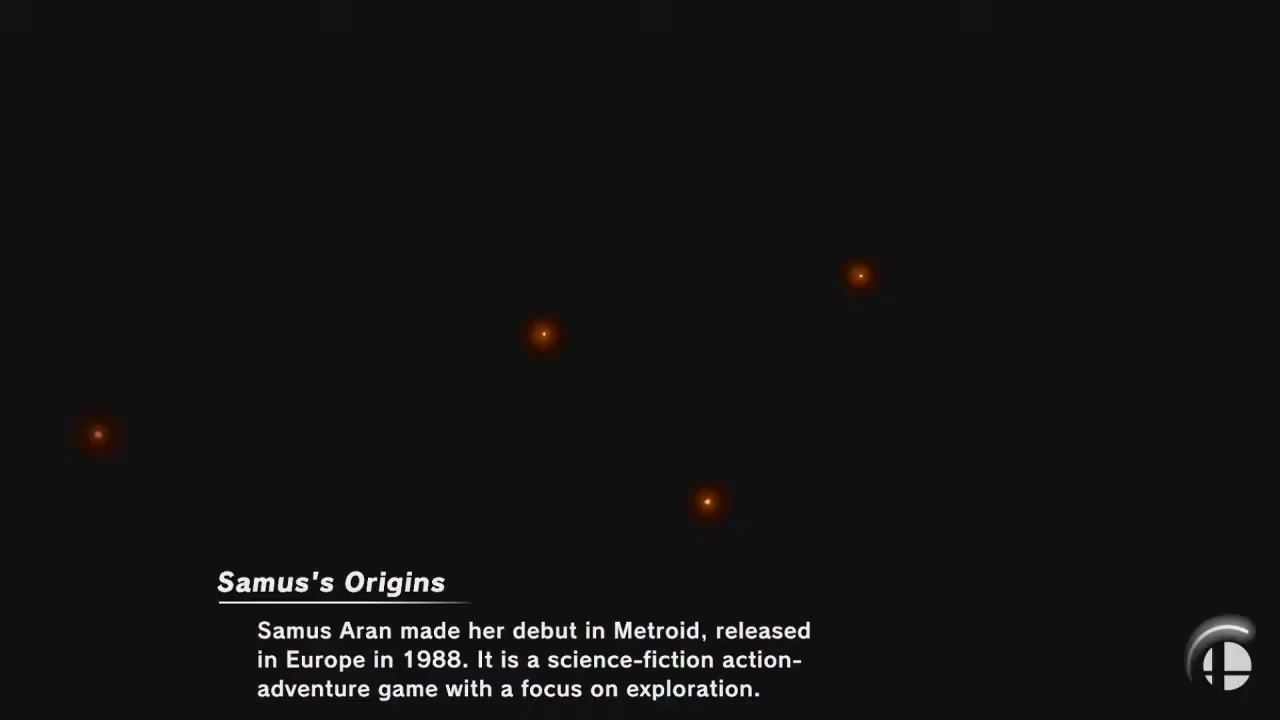 Samus's Origins
Samus Aran made her debut in Metroid, released
in Europe in 1988. It is a science-fiction action-
adventure game with a focus on exploration.